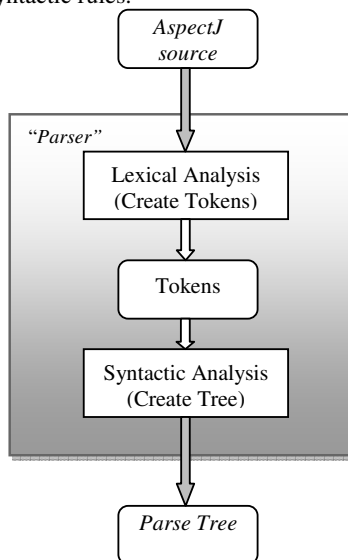 syntactic rules.
AspectJ
source
“Parser”
Lexical Analysis
(Create Tokens)
Tokens
Syntactic Analysis
(Create Tree)
Parse Tree